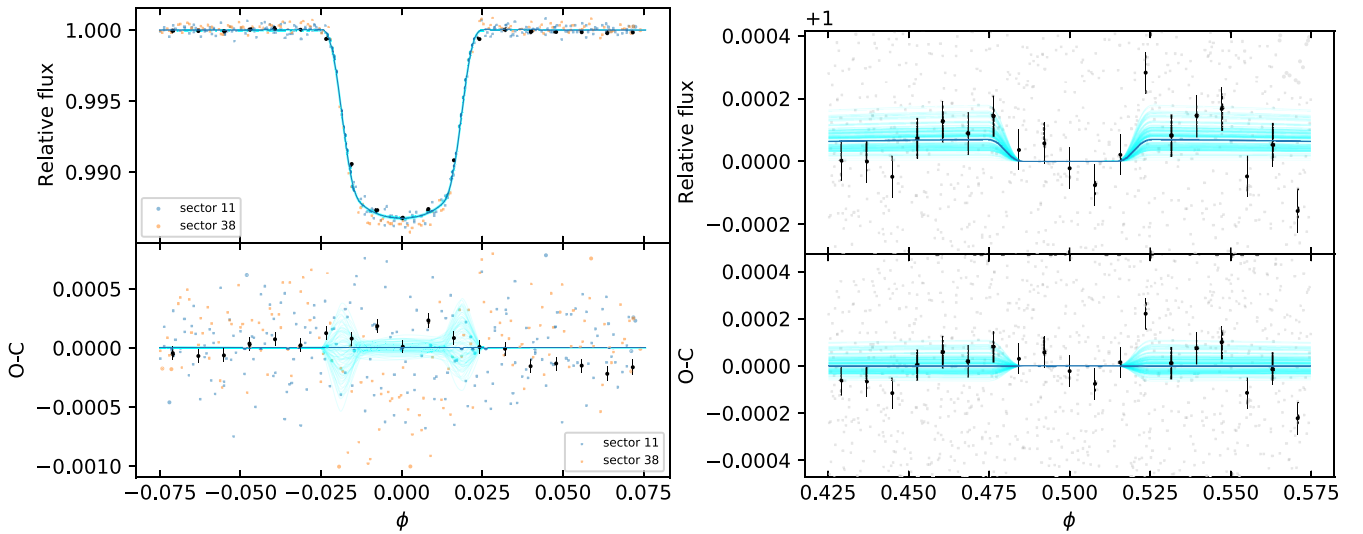 1.000
0.995
0.990
Relative flux
sector 11
sector 38
0.0005
0.0000
−0.0005
−0.0010
O–C
sector 11
sector 38
−0.075 −0.050 −0.025 0.000 0.025 0.050 0.075
ϕ
+1
0.0004
0.0002
0.0000
−0.0002
Relative flux
0.0004
0.0002
0.0000
−0.0002
−0.0004
O–C
0.425 0.450 0.475 0.500 0.525 0.550 0.575
ϕ